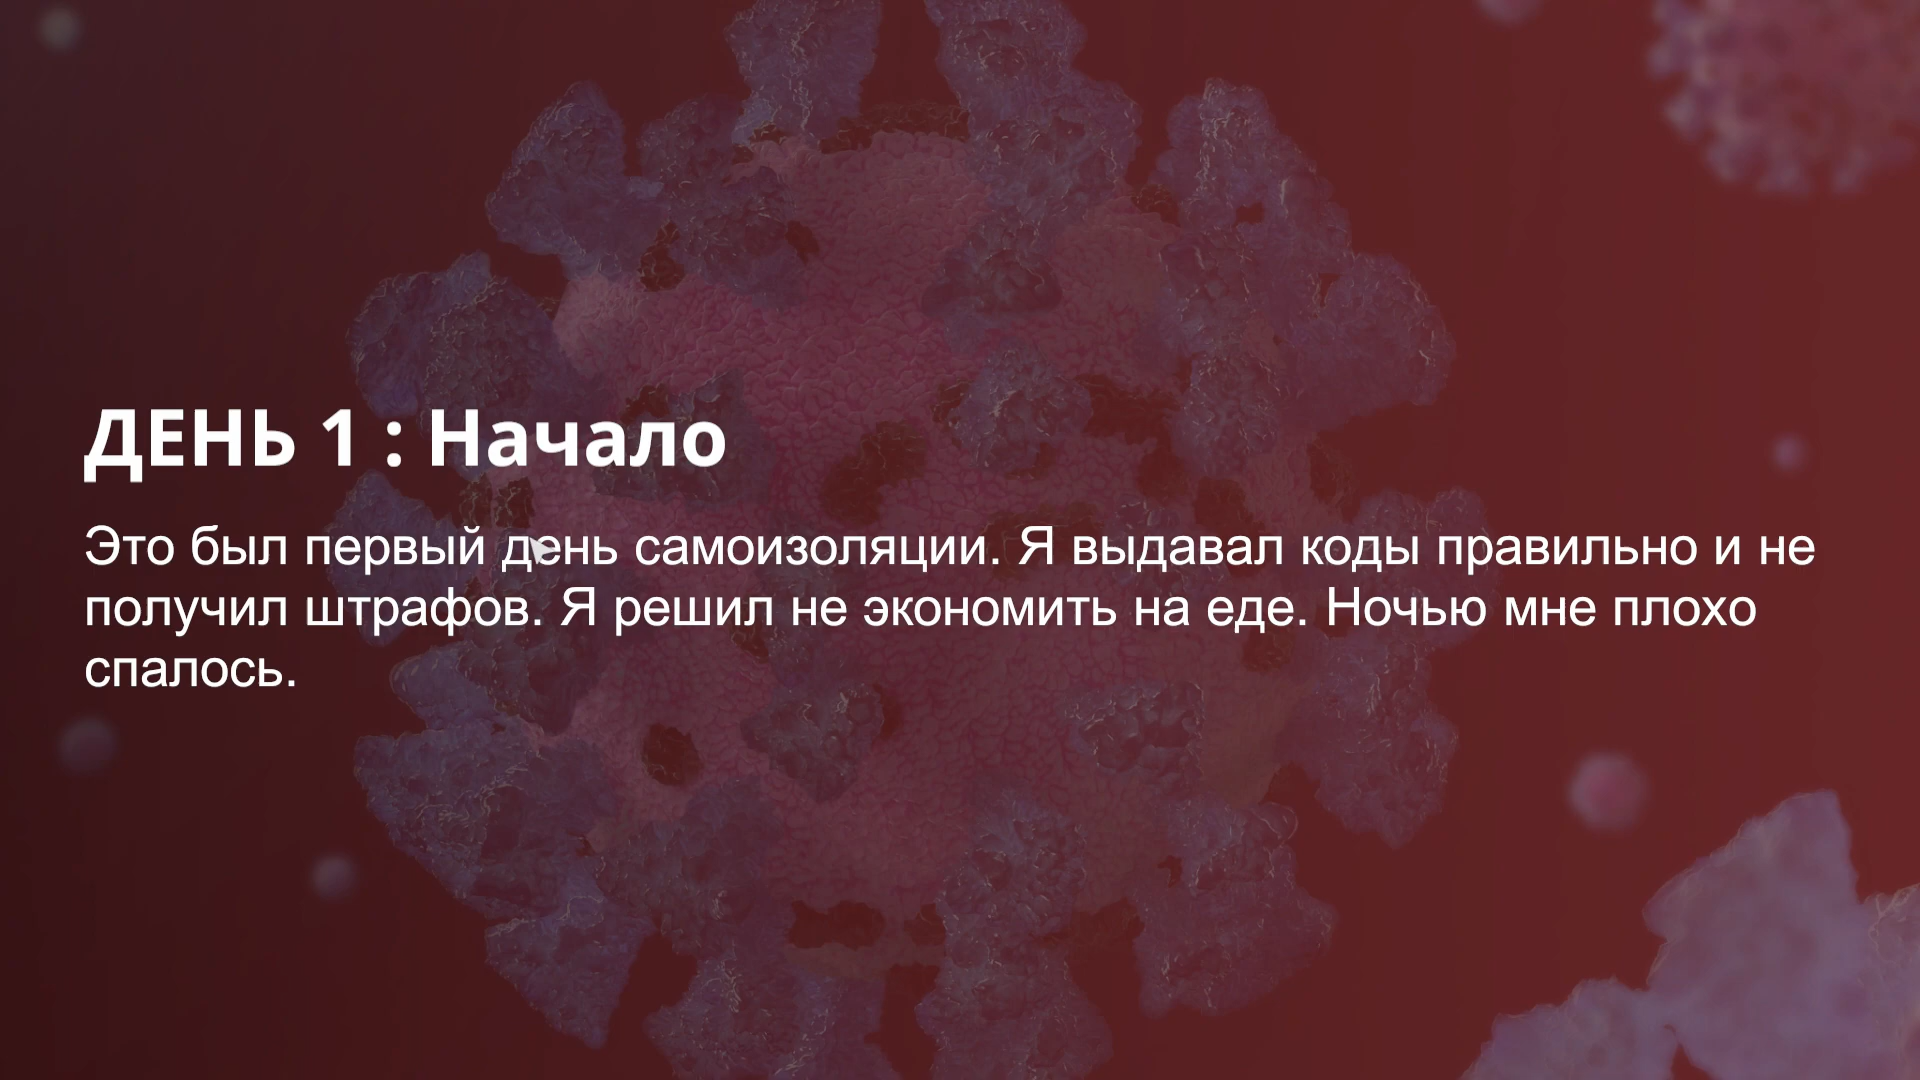 ДЕНЬ 1 : Начало
Это был первый день самоизоляции. Я выдавал коды правильно и не
получил штрафов. Я решил не экономить на еде. Ночью мне плохо
спалось.